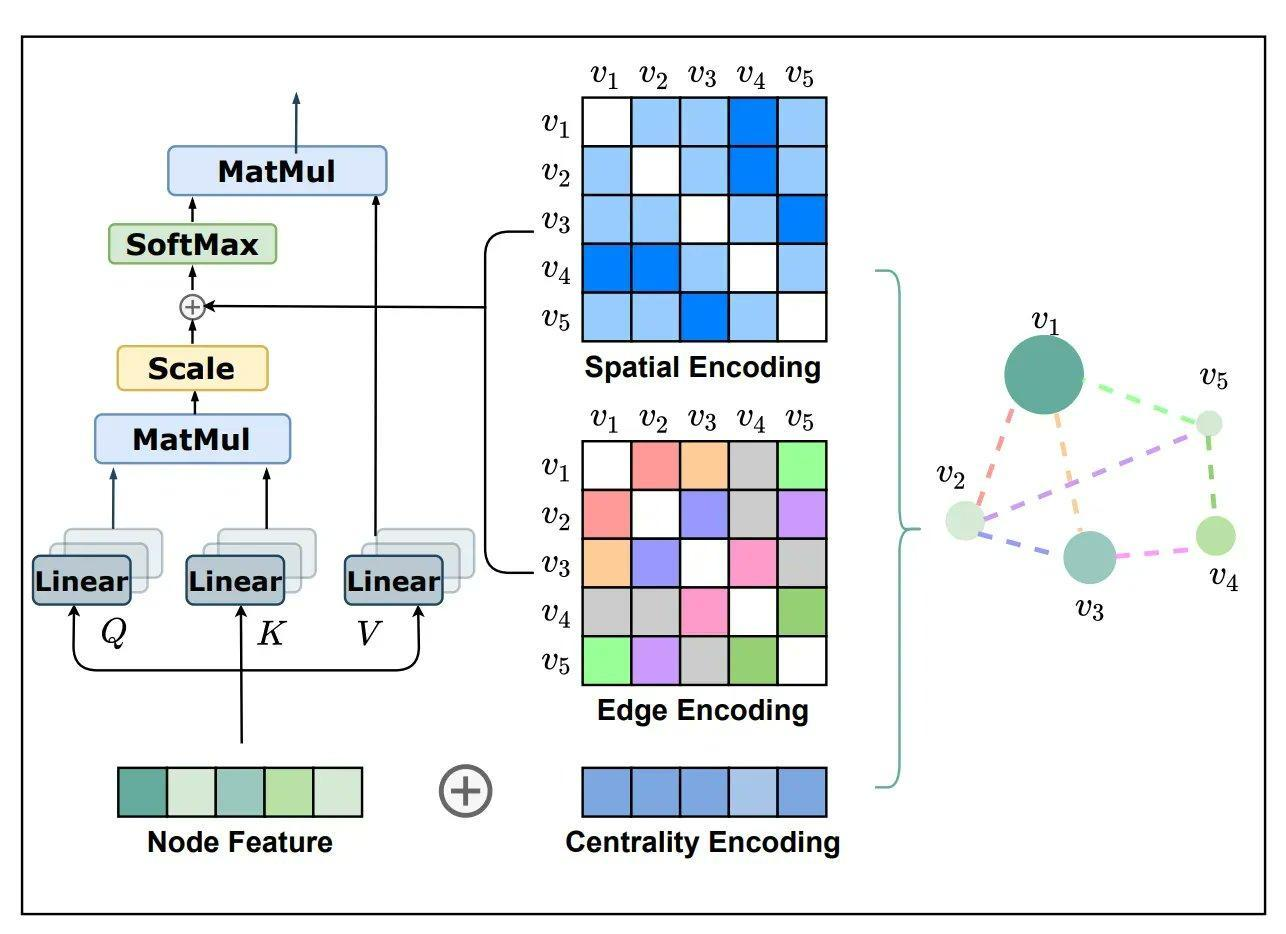 MatMul
SoftMax
Scale
MatMul
Linear Linear Linear
Q K V
Node Feature
v1 v2 v3 v4 v5
v1
v2
v3
v4
v5
Spatial Encoding
v1 v2 v3 v4 v5
v1
v2
v3
v4
v5
Edge Encoding
Centrality Encoding
v1
v5
v2
v4
v3